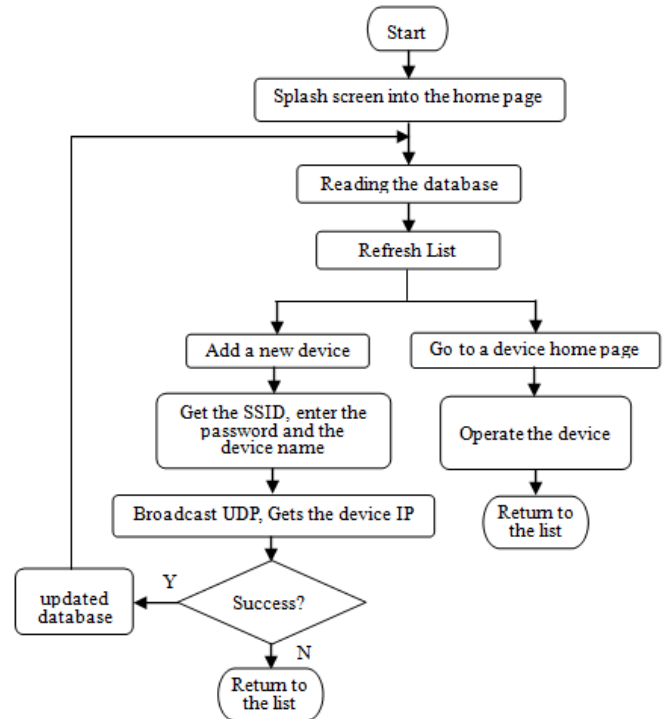 Start
Splash screen into the home page
Reading the database
Refresh List
Add a new device
Go to a device home page
Get the SSID, enter the
password and the
device name
Operate the device
Broadcast UDP, Gets the device IP
Return to
the list
Y
updated
database
Success?
N
Return to
the list